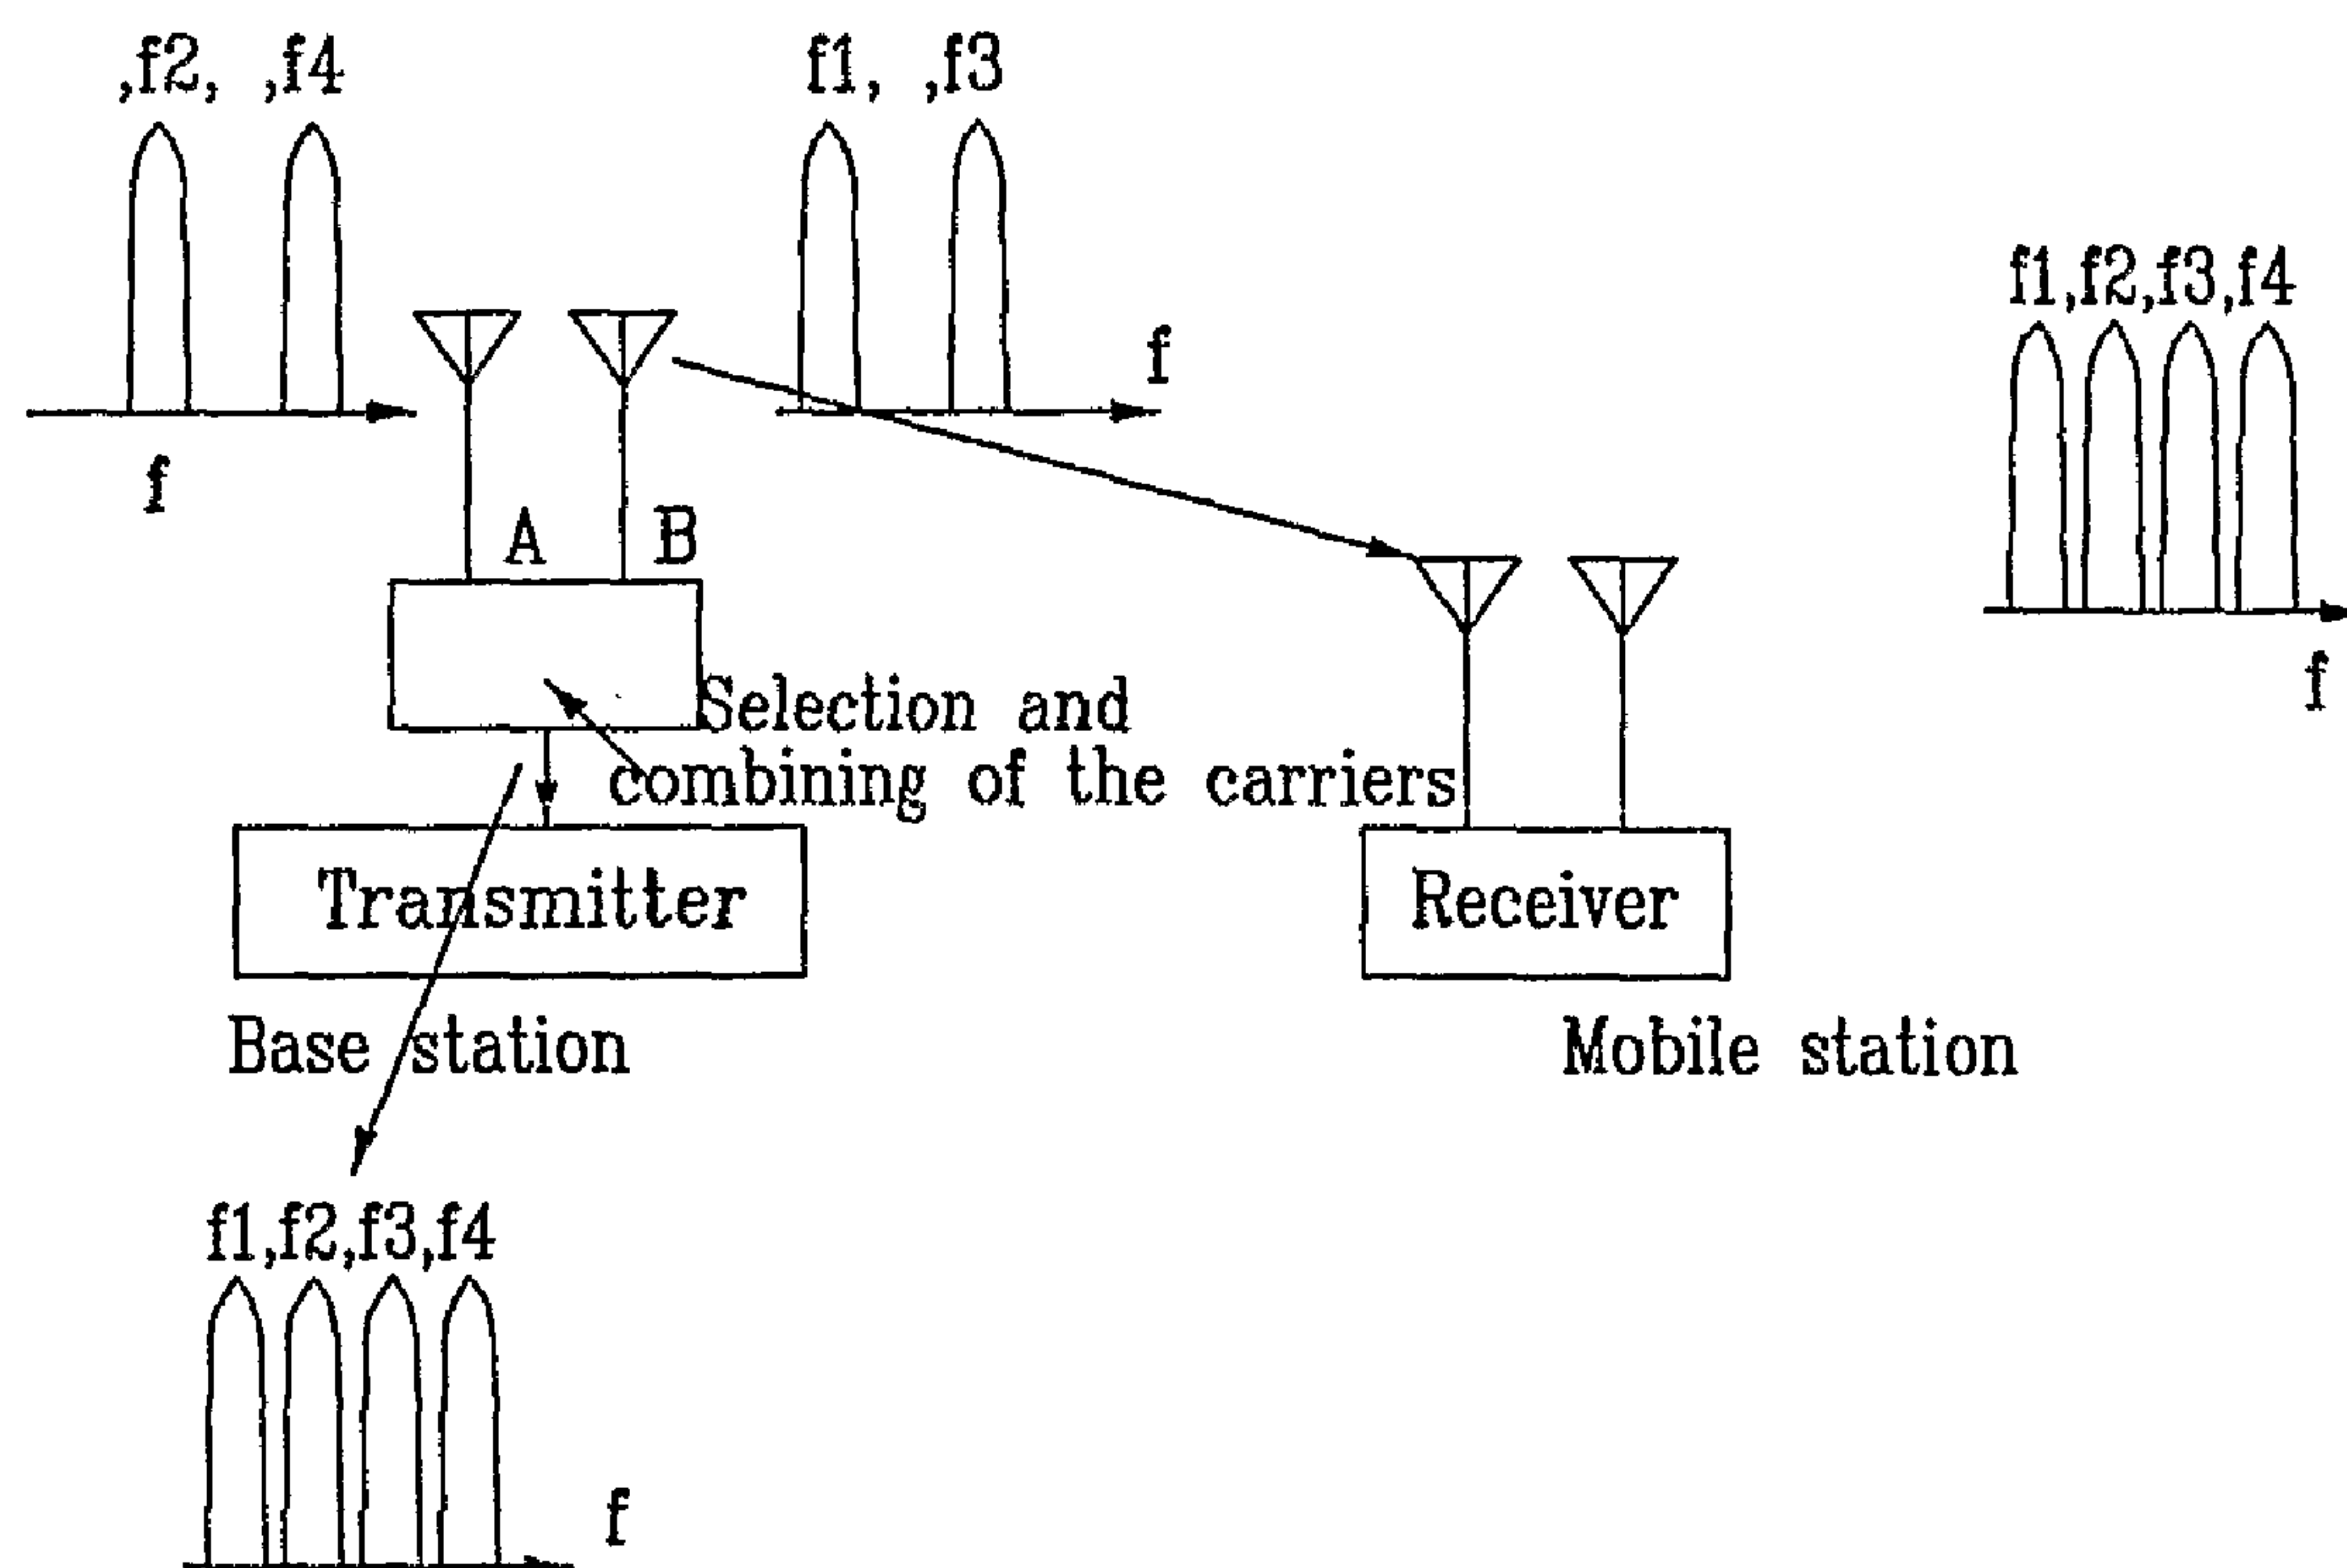 ,f2, ,f4
f1, ,f3
f1,f2,f3,f4
f
f
A B
f
Selection and
combining of the carriers
Transmitter
Receiver
Base station
Mobile station
f1,f2,f3,f4
f